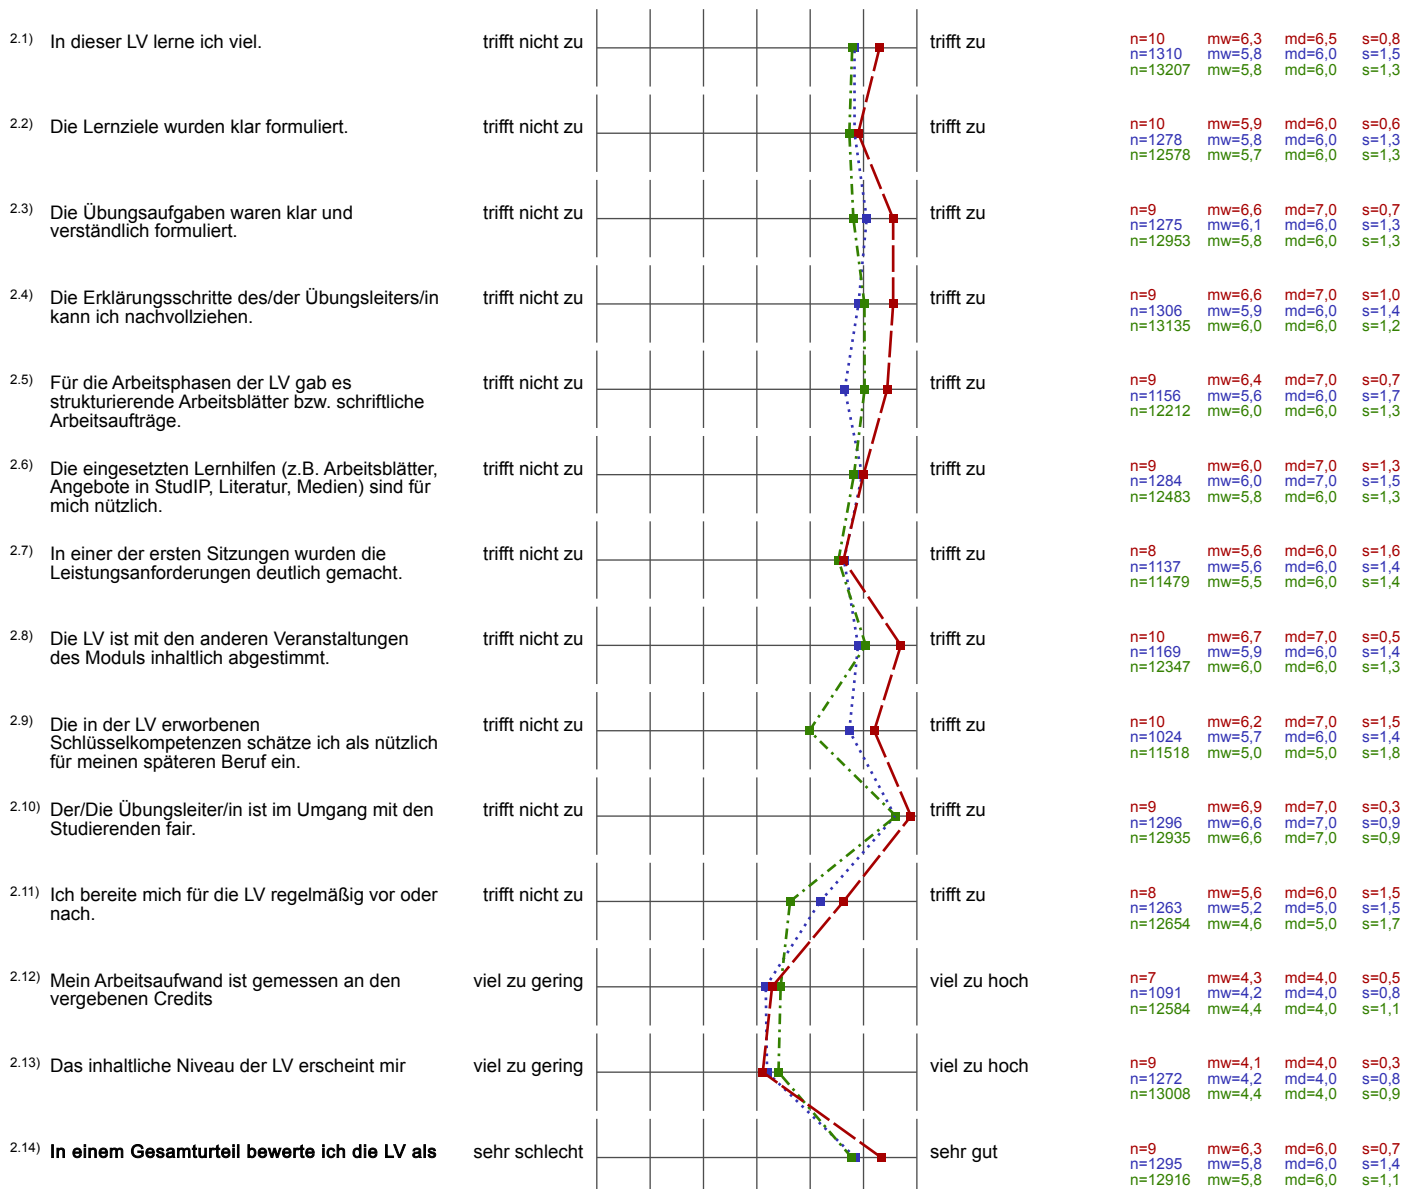 2.1) In dieser LV lerne ich viel. trifft nicht zu trifft zu n=10 mw=6,3 md=6,5 s=0,8
n=1310 mw=5,8 md=6,0 s=1,5
n=13207 mw=5,8 md=6,0 s=1,3
2.2) Die Lernziele wurden klar formuliert. trifft nicht zu trifft zu n=10 mw=5,9 md=6,0 s=0,6
n=1278 mw=5,8 md=6,0 s=1,3
n=12578 mw=5,7 md=6,0 s=1,3
2.3) Die Übungsaufgaben waren klar und trifft nicht zu trifft zu n=9 mw=6,6 md=7,0 s=0,7
verständlich formuliert. n=1275 mw=6,1 md=6,0 s=1,3
n=12953 mw=5,8 md=6,0 s=1,3
2.4) Die Erklärungsschritte des/der Übungsleiters/in trifft nicht zu trifft zu n=9 mw=6,6 md=7,0 s=1,0
kann ich nachvollziehen. n=1306 mw=5,9 md=6,0 s=1,4
n=13135 mw=6,0 md=6,0 s=1,2
2.5) Für die Arbeitsphasen der LV gab es trifft nicht zu trifft zu n=9 mw=6,4 md=7,0 s=0,7
strukturierende Arbeitsblätter bzw. schriftliche n=1156 mw=5,6 md=6,0 s=1,7
Arbeitsaufträge. n=12212 mw=6,0 md=6,0 s=1,3
2.6) Die eingesetzten Lernhilfen (z.B. Arbeitsblätter, trifft nicht zu trifft zu n=9 mw=6,0 md=7,0 s=1,3
Angebote in StudIP, Literatur, Medien) sind für n=1284 mw=6,0 md=7,0 s=1,5
mich nützlich. n=12483 mw=5,8 md=6,0 s=1,3
2.7) In einer der ersten Sitzungen wurden die trifft nicht zu trifft zu n=8 mw=5,6 md=6,0 s=1,6
Leistungsanforderungen deutlich gemacht. n=1137 mw=5,6 md=6,0 s=1,4
n=11479 mw=5,5 md=6,0 s=1,4
2.8) Die LV ist mit den anderen Veranstaltungen trifft nicht zu trifft zu n=10 mw=6,7 md=7,0 s=0,5
des Moduls inhaltlich abgestimmt. n=1169 mw=5,9 md=6,0 s=1,4
n=12347 mw=6,0 md=6,0 s=1,3
2.9) Die in der LV erworbenen trifft nicht zu trifft zu n=10 mw=6,2 md=7,0 s=1,5
Schlüsselkompetenzen schätze ich als nützlich n=1024 mw=5,7 md=6,0 s=1,4
für meinen späteren Beruf ein. n=11518 mw=5,0 md=5,0 s=1,8
2.10) Der/Die Übungsleiter/in ist im Umgang mit den trifft nicht zu trifft zu n=9 mw=6,9 md=7,0 s=0,3
Studierenden fair. n=1296 mw=6,6 md=7,0 s=0,9
n=12935 mw=6,6 md=7,0 s=0,9
2.11) Ich bereite mich für die LV regelmäßig vor oder trifft nicht zu trifft zu n=8 mw=5,6 md=6,0 s=1,5
nach. n=1263 mw=5,2 md=5,0 s=1,5
n=12654 mw=4,6 md=5,0 s=1,7
2.12) Mein Arbeitsaufwand ist gemessen an den viel zu gering viel zu hoch n=7 mw=4,3 md=4,0 s=0,5
vergebenen Credits n=1091 mw=4,2 md=4,0 s=0,8
n=12584 mw=4,4 md=4,0 s=1,1
2.13) Das inhaltliche Niveau der LV erscheint mir viel zu gering viel zu hoch n=9 mw=4,1 md=4,0 s=0,3
n=1272 mw=4,2 md=4,0 s=0,8
n=13008 mw=4,4 md=4,0 s=0,9
2.14) In einem Gesamturteil bewerte ich die LV als sehr schlecht sehr gut n=9 mw=6,3 md=6,0 s=0,7
n=1295 mw=5,8 md=6,0 s=1,4
n=12916 mw=5,8 md=6,0 s=1,1